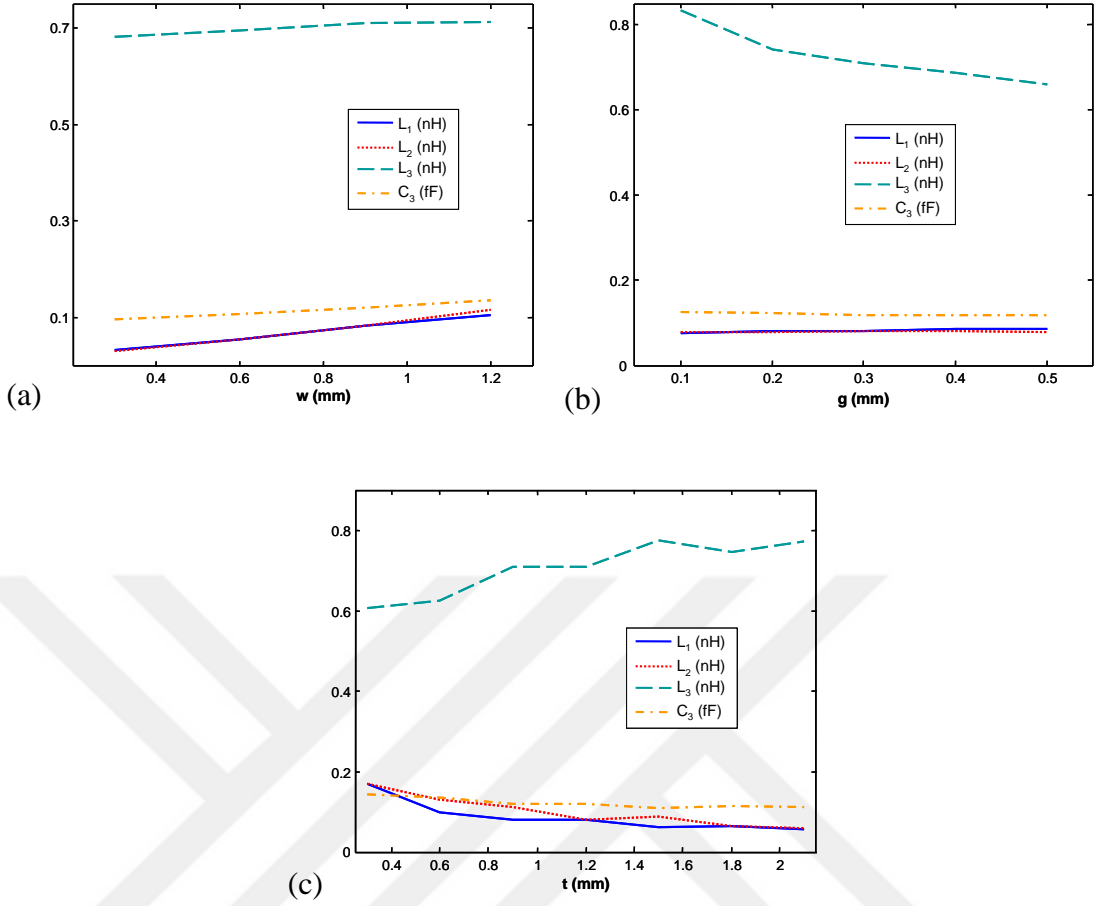 0.7
0.5
0.3
0.1
L1 (nH)
L2 (nH)
L3 (nH)
C3 (fF)
0.4 0.6 0.8 1 1.2
w (mm)
(a)
0.8
0.6
0.4
0.2
0
L1 (nH)
L2 (nH)
L3 (nH)
C3 (fF)
0.1 0.2 0.3 0.4 0.5
g (mm)
(b)
0.8
0.6
0.4
0.2
0
L1 (nH)
L2 (nH)
L3 (nH)
C3 (fF)
0.4 0.6 0.8 1 1.2 1.4 1.6 1.8 2
t (mm)
(c)